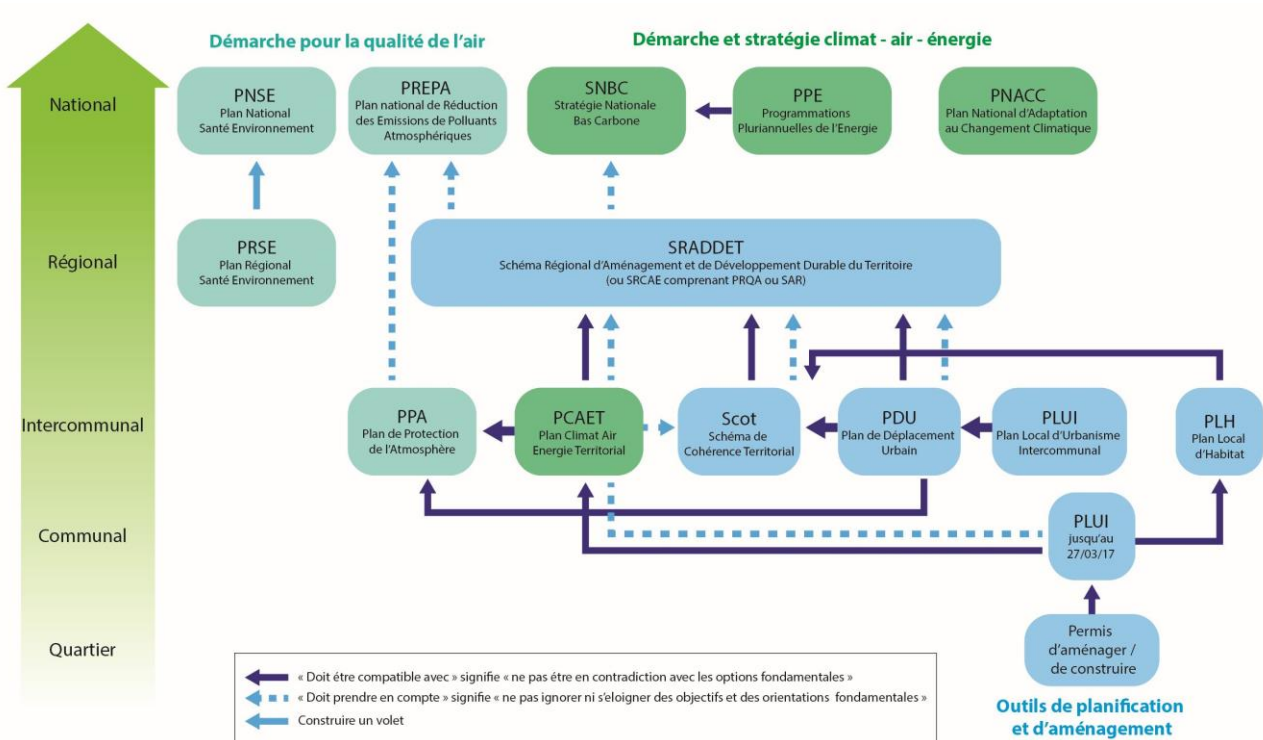 Démarche pour la qualité de l'air
Démarche et stratégie climat - air - énergie
National
PNSE
Plan National
Santé Environnement
PREPA
Plan national de Réduction
des Emissions de Polluants
Atmosphériques
SNBC
Stratégie Nationale
Bas Carbone
PPE
Programmations
Pluriannuelles de l'Energie
PNACC
Plan National d'Adaptation
au Changement Climatique
Régional
PRSE
Plan Régional
Santé Environnement
SRADDET
Schéma Régional d'Aménagement et de Développement Durable du Territoire
(ou SRCAE comprenant PRQA ou SAR)
Intercommunal
PPA
Plan de Protection
de l'Atmosphère
PCAET
Plan Climat Air
Energie Territorial
Scot
Schéma de
Cohérence Territorial
PDU
Plan de Déplacement
Urbain
PLUI
Plan Local d'Urbanisme
Intercommunal
PLH
Plan Local
d'Habitat
Communal
PLUI
jusqu'au
27/03/17
Quartier
Permis
d'aménager /
de construire
« Doit étre compatible avec » signifie « ne pas étre en contradiction avec les options fondamentales »
« Doit prendre en compte » signifie « ne pas ignorer ni s'eloigner des objectifs et des orientations fondamentales »
Construire un volet
Outils de planification
et d'aménagement